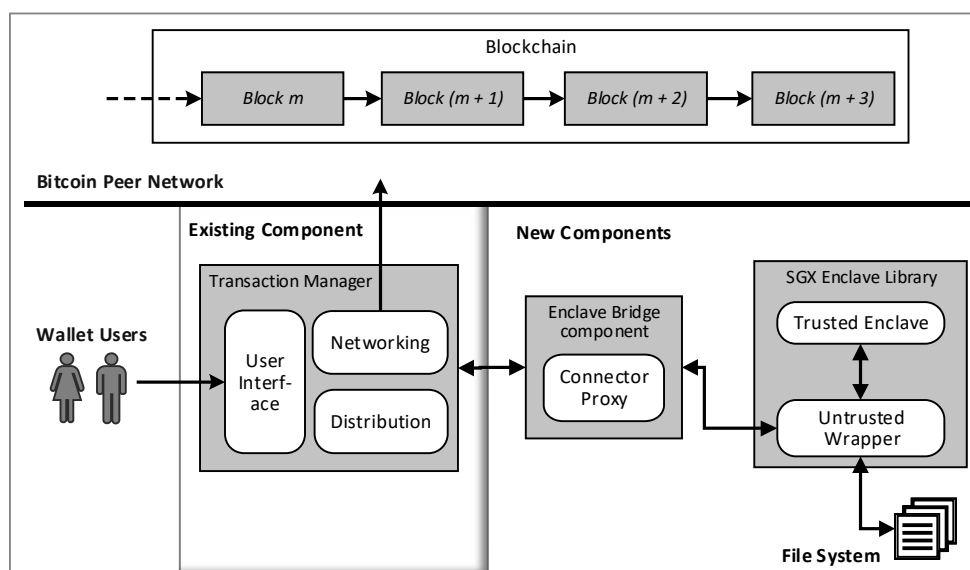 Blockchain
Block m
Block (m + 1)
Block (m + 2)
Block (m + 3)
Bitcoin Peer Network
Existing Component
New Components
Transaction Manager
SGX Enclave Library
Wallet Users
User
Interf-
ace
Networking
Distribution
Enclave Bridge
component
Connector
Proxy
Trusted Enclave
Untrusted
Wrapper
File System